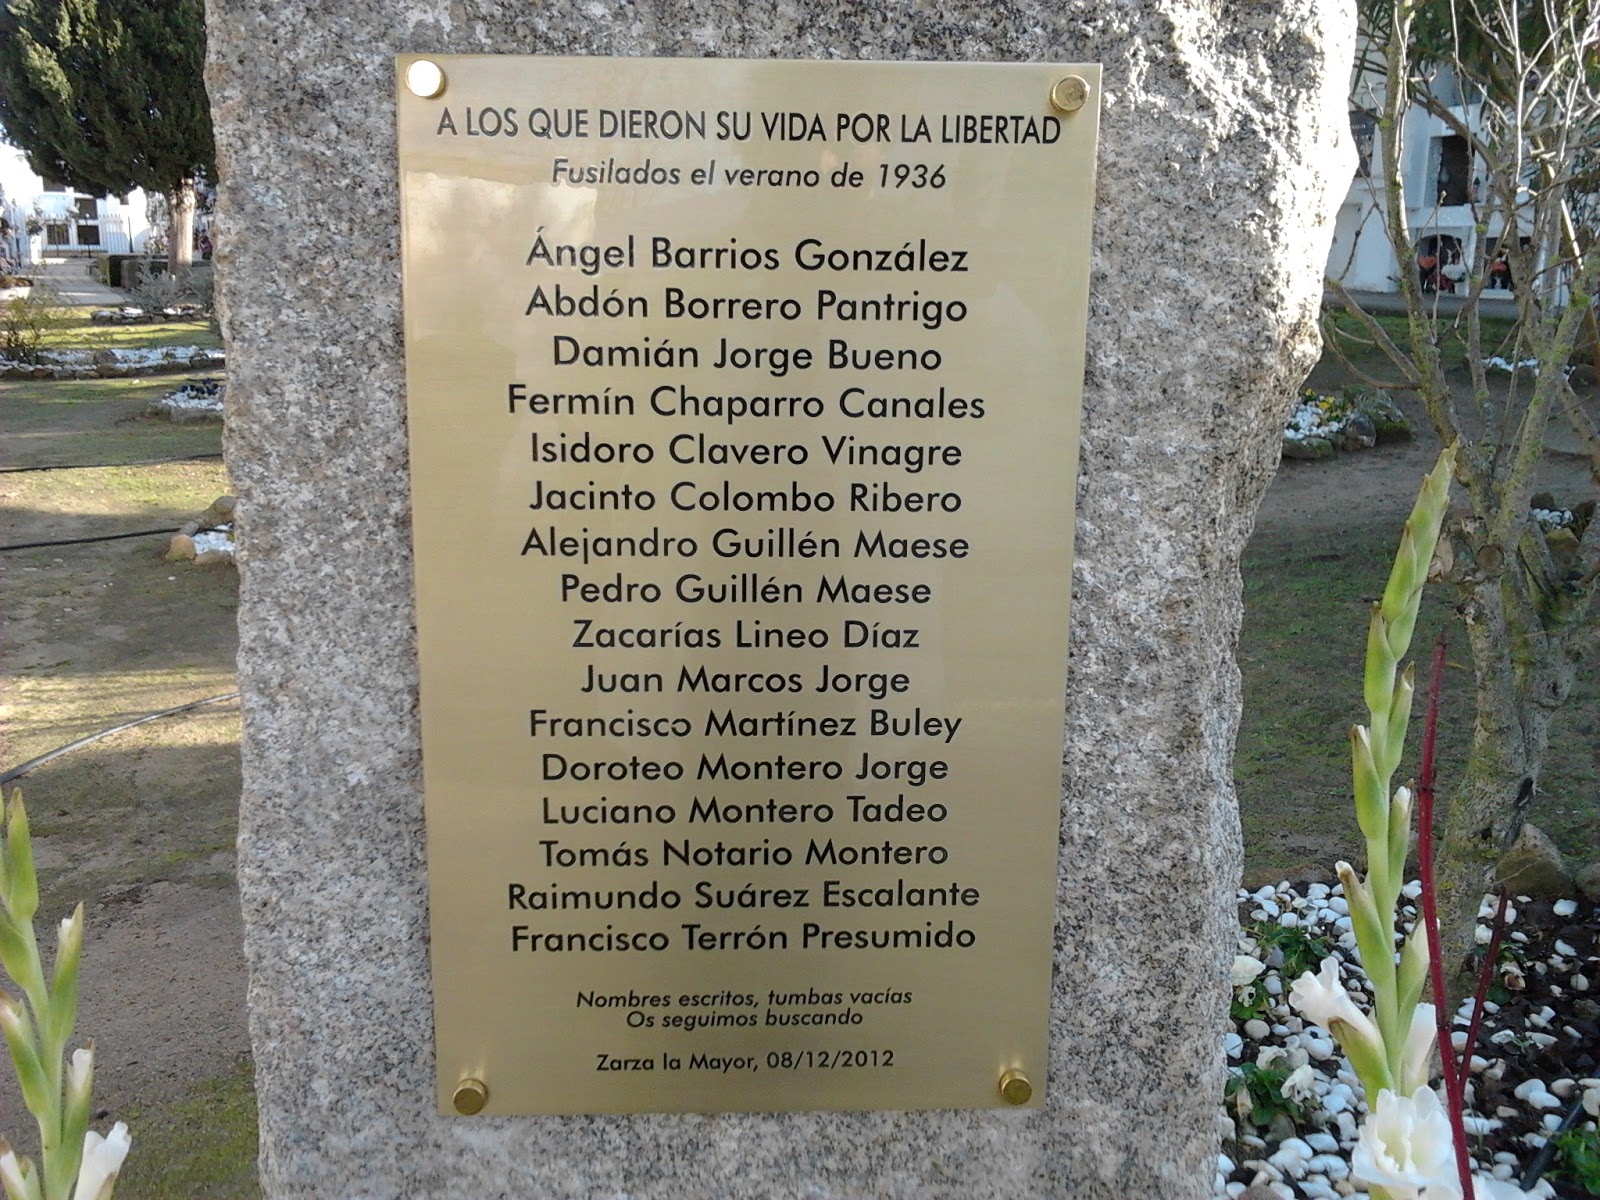 A LOS QUE DIERON SU VIDA POR LA LIBERTAD
Fusilados el verano de 1936
Ángel Barrios González
Abdón Borrero Pantrigo
Damián Jorge Bueno
Fermín Chaparro Canales
Isidoro Clavero Vinagre
Jacinto Colombo Ribero
Alejandro Guillén Maese
Pedro Guillén Maese
Zacarías Lineo Díaz
Juan Marcos Jorge
Francisco Martínez Buley
Doroteo Montero Jorge
Luciano Montero Tadeo
Tomás Notario Montero
Raimundo Suárez Escalante
Francisco Terrón Presumido
Nombres escritos, tumbas vacías
Os seguimos buscando
Zarza la Mayor, 08/12/2012